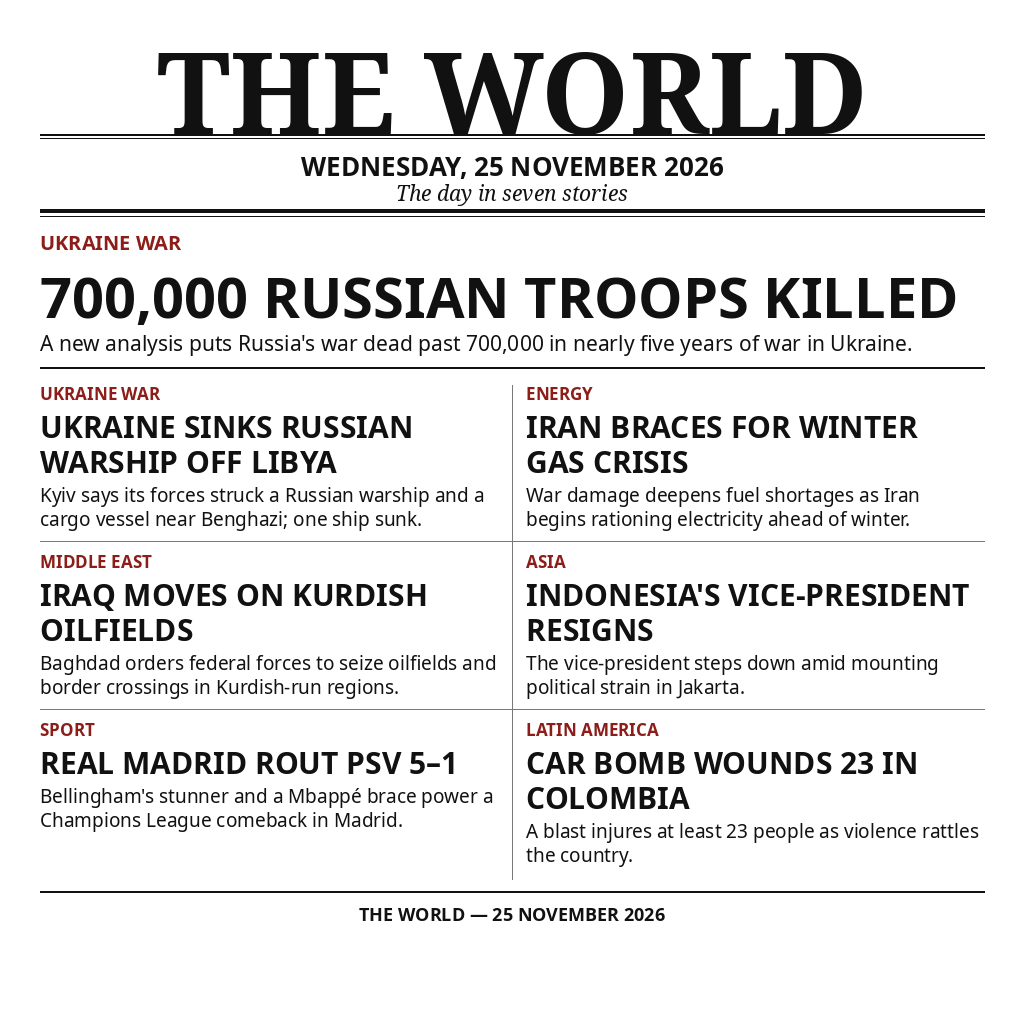 THE WORLD
WEDNESDAY, 25 NOVEMBER 2026
The day in seven stories
UKRAINE WAR
700,000 RUSSIAN TROOPS KILLED
A new analysis puts Russia's war dead past 700,000 in nearly five years of war in Ukraine.
UKRAINE WAR
UKRAINE SINKS RUSSIAN
WARSHIP OFF LIBYA
Kyiv says its forces struck a Russian warship and a
cargo vessel near Benghazi; one ship sunk.
ENERGY
IRAN BRACES FOR WINTER
GAS CRISIS
War damage deepens fuel shortages as Iran
begins rationing electricity ahead of winter.
MIDDLE EAST
IRAQ MOVES ON KURDISH
OILFIELDS
Baghdad orders federal forces to seize oilfields and
border crossings in Kurdish-run regions.
ASIA
INDONESIA'S VICE-PRESIDENT
RESIGNS
The vice-president steps down amid mounting
political strain in Jakarta.
SPORT
REAL MADRID ROUT PSV 5–1
Bellingham's stunner and a Mbappé brace power a
Champions League comeback in Madrid.
LATIN AMERICA
CAR BOMB WOUNDS 23 IN
COLOMBIA
A blast injures at least 23 people as violence rattles
the country.
THE WORLD — 25 NOVEMBER 2026